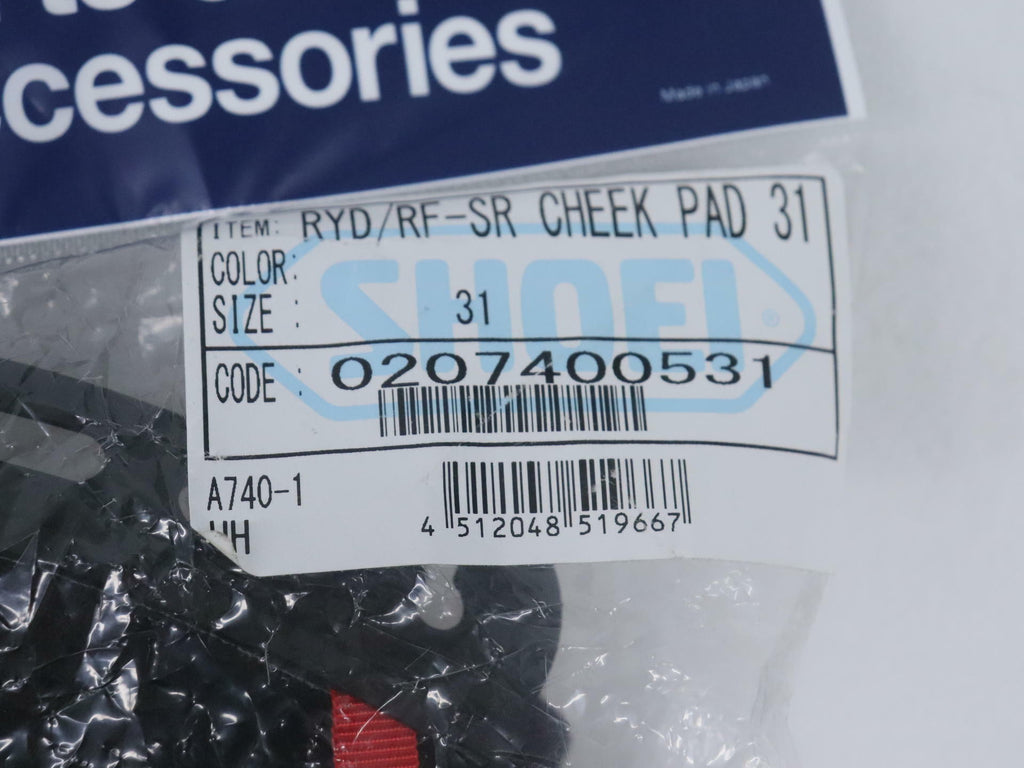 ccessories
Made in Japan
ITEM: RYD/RF-SR CHEEK PAD 31
COLOR:
SIZE : 31
SHOEI®
CODE : 0207400531
A740-1
4 512048 519667